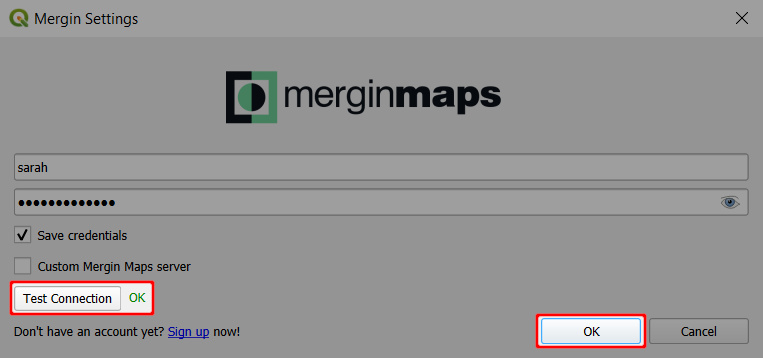 Mergin Settings
merginmaps
sarah
•••••••••••••
Save credentials
Custom Mergin Maps server
Test Connection OK
Don't have an account yet? Sign up now!
OK Cancel